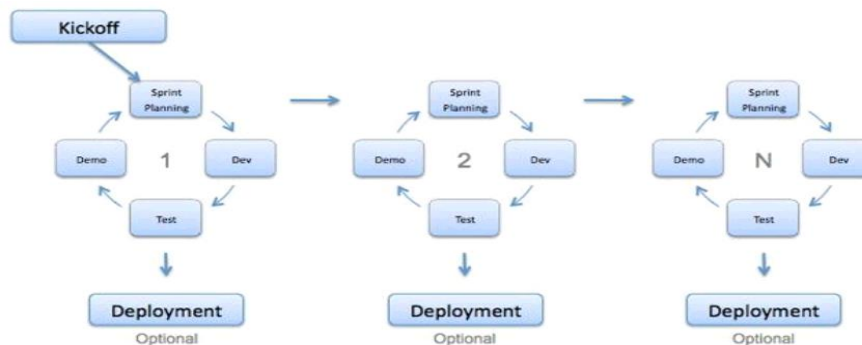 Kickoff
Sprint
Planning
Demo
1
Dev
Test
Deployment
Optional
Sprint
Planning
Demo
2
Dev
Test
Deployment
Optional
Sprint
Planning
Demo
N
Dev
Test
Deployment
Optional